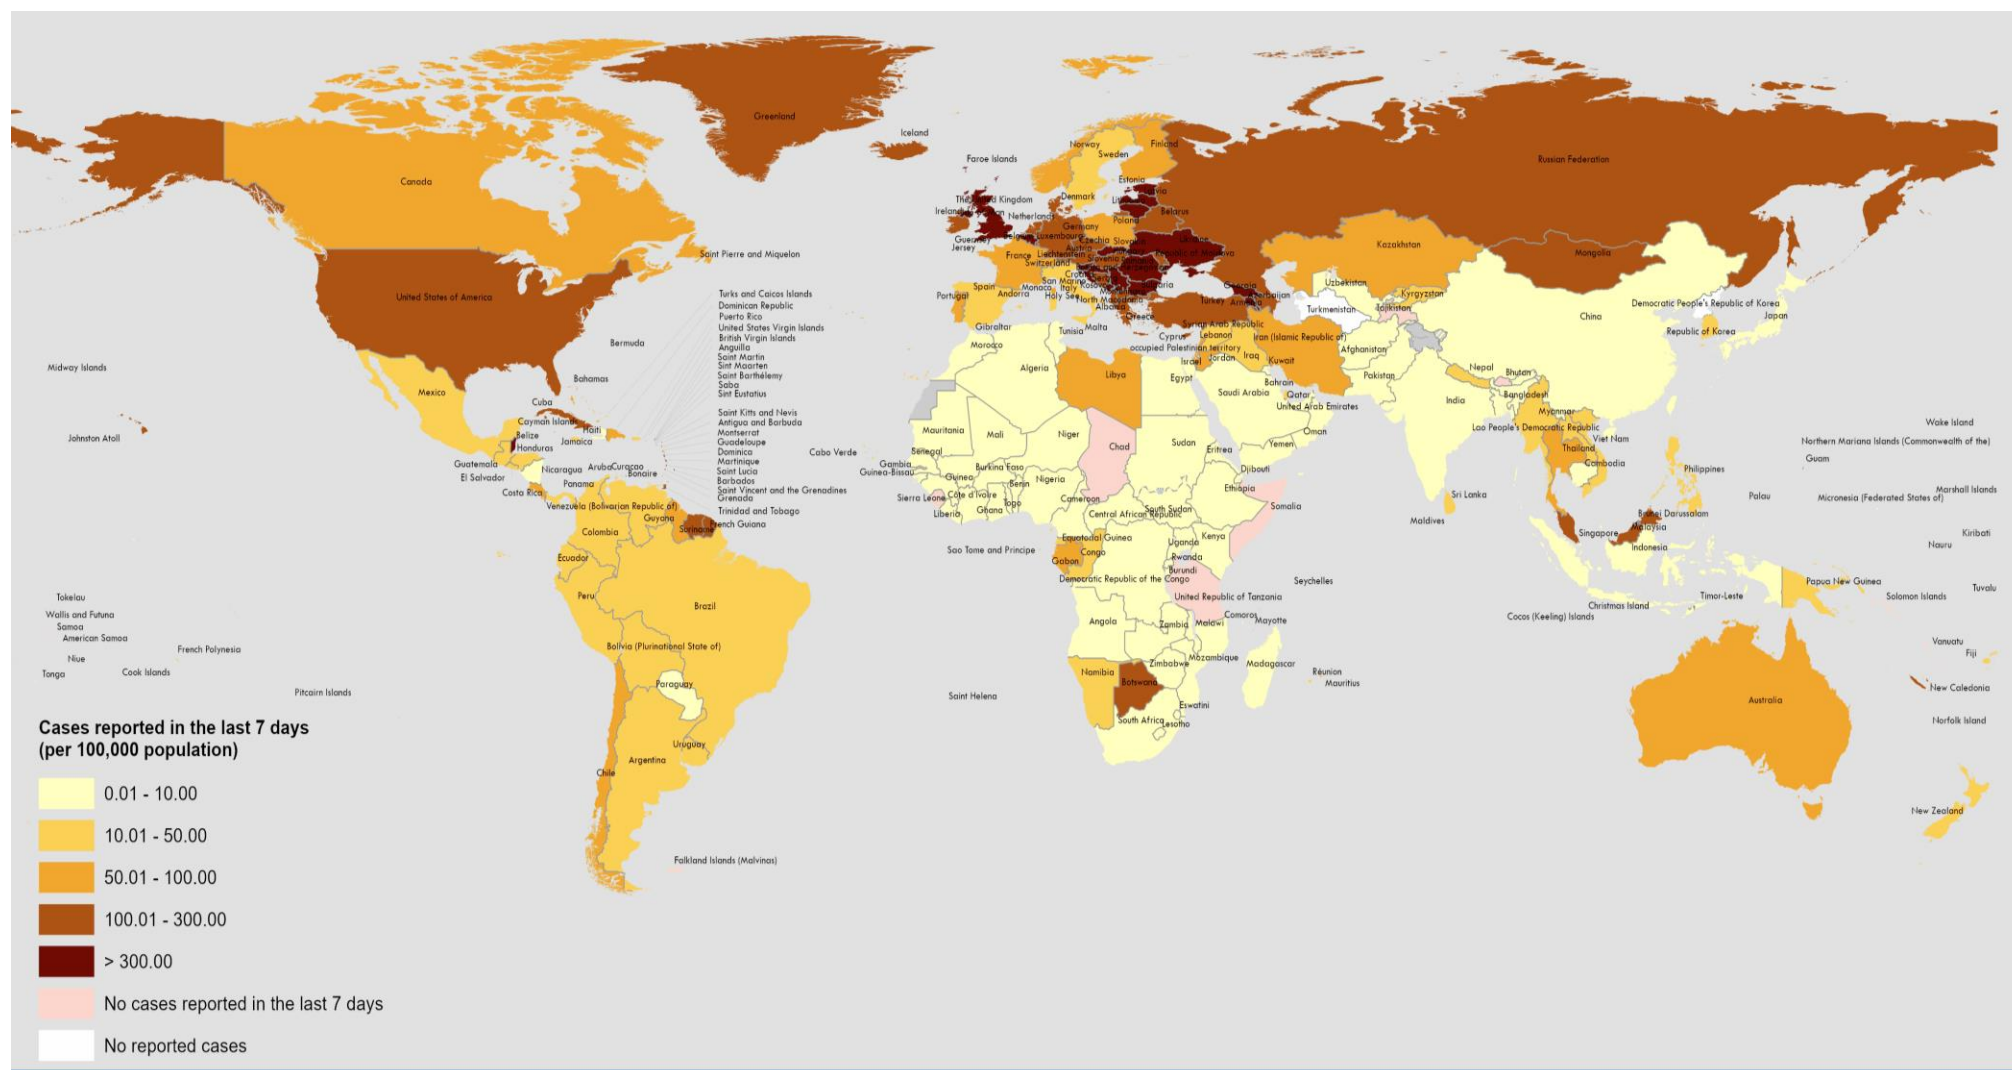 Greenland
Iceland
Faroe Islands
Norway
Sweden
Finland
Russian Federation
Canada
Estonia
Denmark
Netherlands
Belarus
Poland
Germany
Luxembourg
Guernsey
Jersey
Czechia
Austria
France
Liechtenstein
Switzerland
Saint Pierre and Miquelon
Kazakhstan
Mongolia
United States of America
San Marino
Monaco
Italy
Holy See
Spain
Andorra
Portugal
North Macedonia
Albania
Greece
Georgia
Turkey
Uzbekistan
Kyrgyzstan
Turkmenistan
Tajikistan
Democratic People's Republic of Korea
China
Japan
Republic of Korea
Turks and Caicos Islands
Dominican Republic
Puerto Rico
United States Virgin Islands
British Virgin Islands
Anguilla
Saint Martin
Sint Maarten
Saint Barthélemy
Saba
Sint Eustatius
Saint Kitts and Nevis
Antigua and Barbuda
Montserrat
Guadeloupe
Dominica
Martinique
Saint Lucia
Barbados
Saint Vincent and the Grenadines
Grenada
Trinidad and Tobago
Gibraltar
Tunisia
Malta
Cyprus
Syrian Arab Republic
Lebanon
occupied Palestinian territory
Israel
Jordan
Iraq
Iran (Islamic Republic of)
Kuwait
Afghanistan
Bermuda
Midway Islands
Bahamas
Morocco
Algeria
Libya
Egypt
Saudi Arabia
Bahrain
Qatar
United Arab Emirates
Oman
Yemen
Pakistan
Nepal
Bhutan
India
Bangladesh
Myanmar
Mexico
Cuba
Cayman Islands
Haiti
Jamaica
Belize
Honduras
Johnston Atoll
Guatemala
El Salvador
Nicaragua
Aruba
Curacao
Bonaire
Costa Rica
Panama
Cabo Verde
Mauritania
Mali
Niger
Chad
Sudan
Eritrea
Djibouti
Senegal
Gambia
Guinea-Bissau
Guinea
Burkina Faso
Benin
Nigeria
Sierra Leone
Côte d'Ivoire
Togo
Ghana
Liberia
Cameroon
Central African Republic
South Sudan
Ethiopia
Somalia
Lao People's Democratic Republic
Viet Nam
Thailand
Cambodia
Philippines
Sri Lanka
Maldives
Wake Island
Northern Mariana Islands (Commonwealth of the)
Guam
Palau
Marshall Islands
Micronesia (Federated States of)
Brunei Darussalam
Malaysia
Singapore
Indonesia
Kiribati
Nauru
Venezuela (Bolivarian Republic of)
Guyana
Suriname
French Guiana
Colombia
Ecuador
Peru
Brazil
Bolivia (Plurinational State of)
Paraguay
Uruguay
Argentina
Chile
Falkland Islands (Malvinas)
Sao Tome and Principe
Equatorial Guinea
Gabon
Congo
Democratic Republic of the Congo
Uganda
Kenya
Rwanda
Burundi
United Republic of Tanzania
Seychelles
Comoros
Mayotte
Angola
Zambia
Malawi
Mozambique
Zimbabwe
Madagascar
Réunion
Mauritius
Namibia
Botswana
Eswatini
South Africa
Lesotho
Saint Helena
Papua New Guinea
Solomon Islands
Tuvalu
Timor-Leste
Christmas Island
Cocos (Keeling) Islands
Tokelau
Wallis and Futuna
Samoa
American Samoa
French Polynesia
Niue
Tonga
Cook Islands
Pitcairn Islands
Vanuatu
Fiji
New Caledonia
Norfolk Island
Australia
New Zealand
Cases reported in the last 7 days
(per 100,000 population)
0.01 - 10.00
10.01 - 50.00
50.01 - 100.00
100.01 - 300.00
> 300.00
No cases reported in the last 7 days
No reported cases